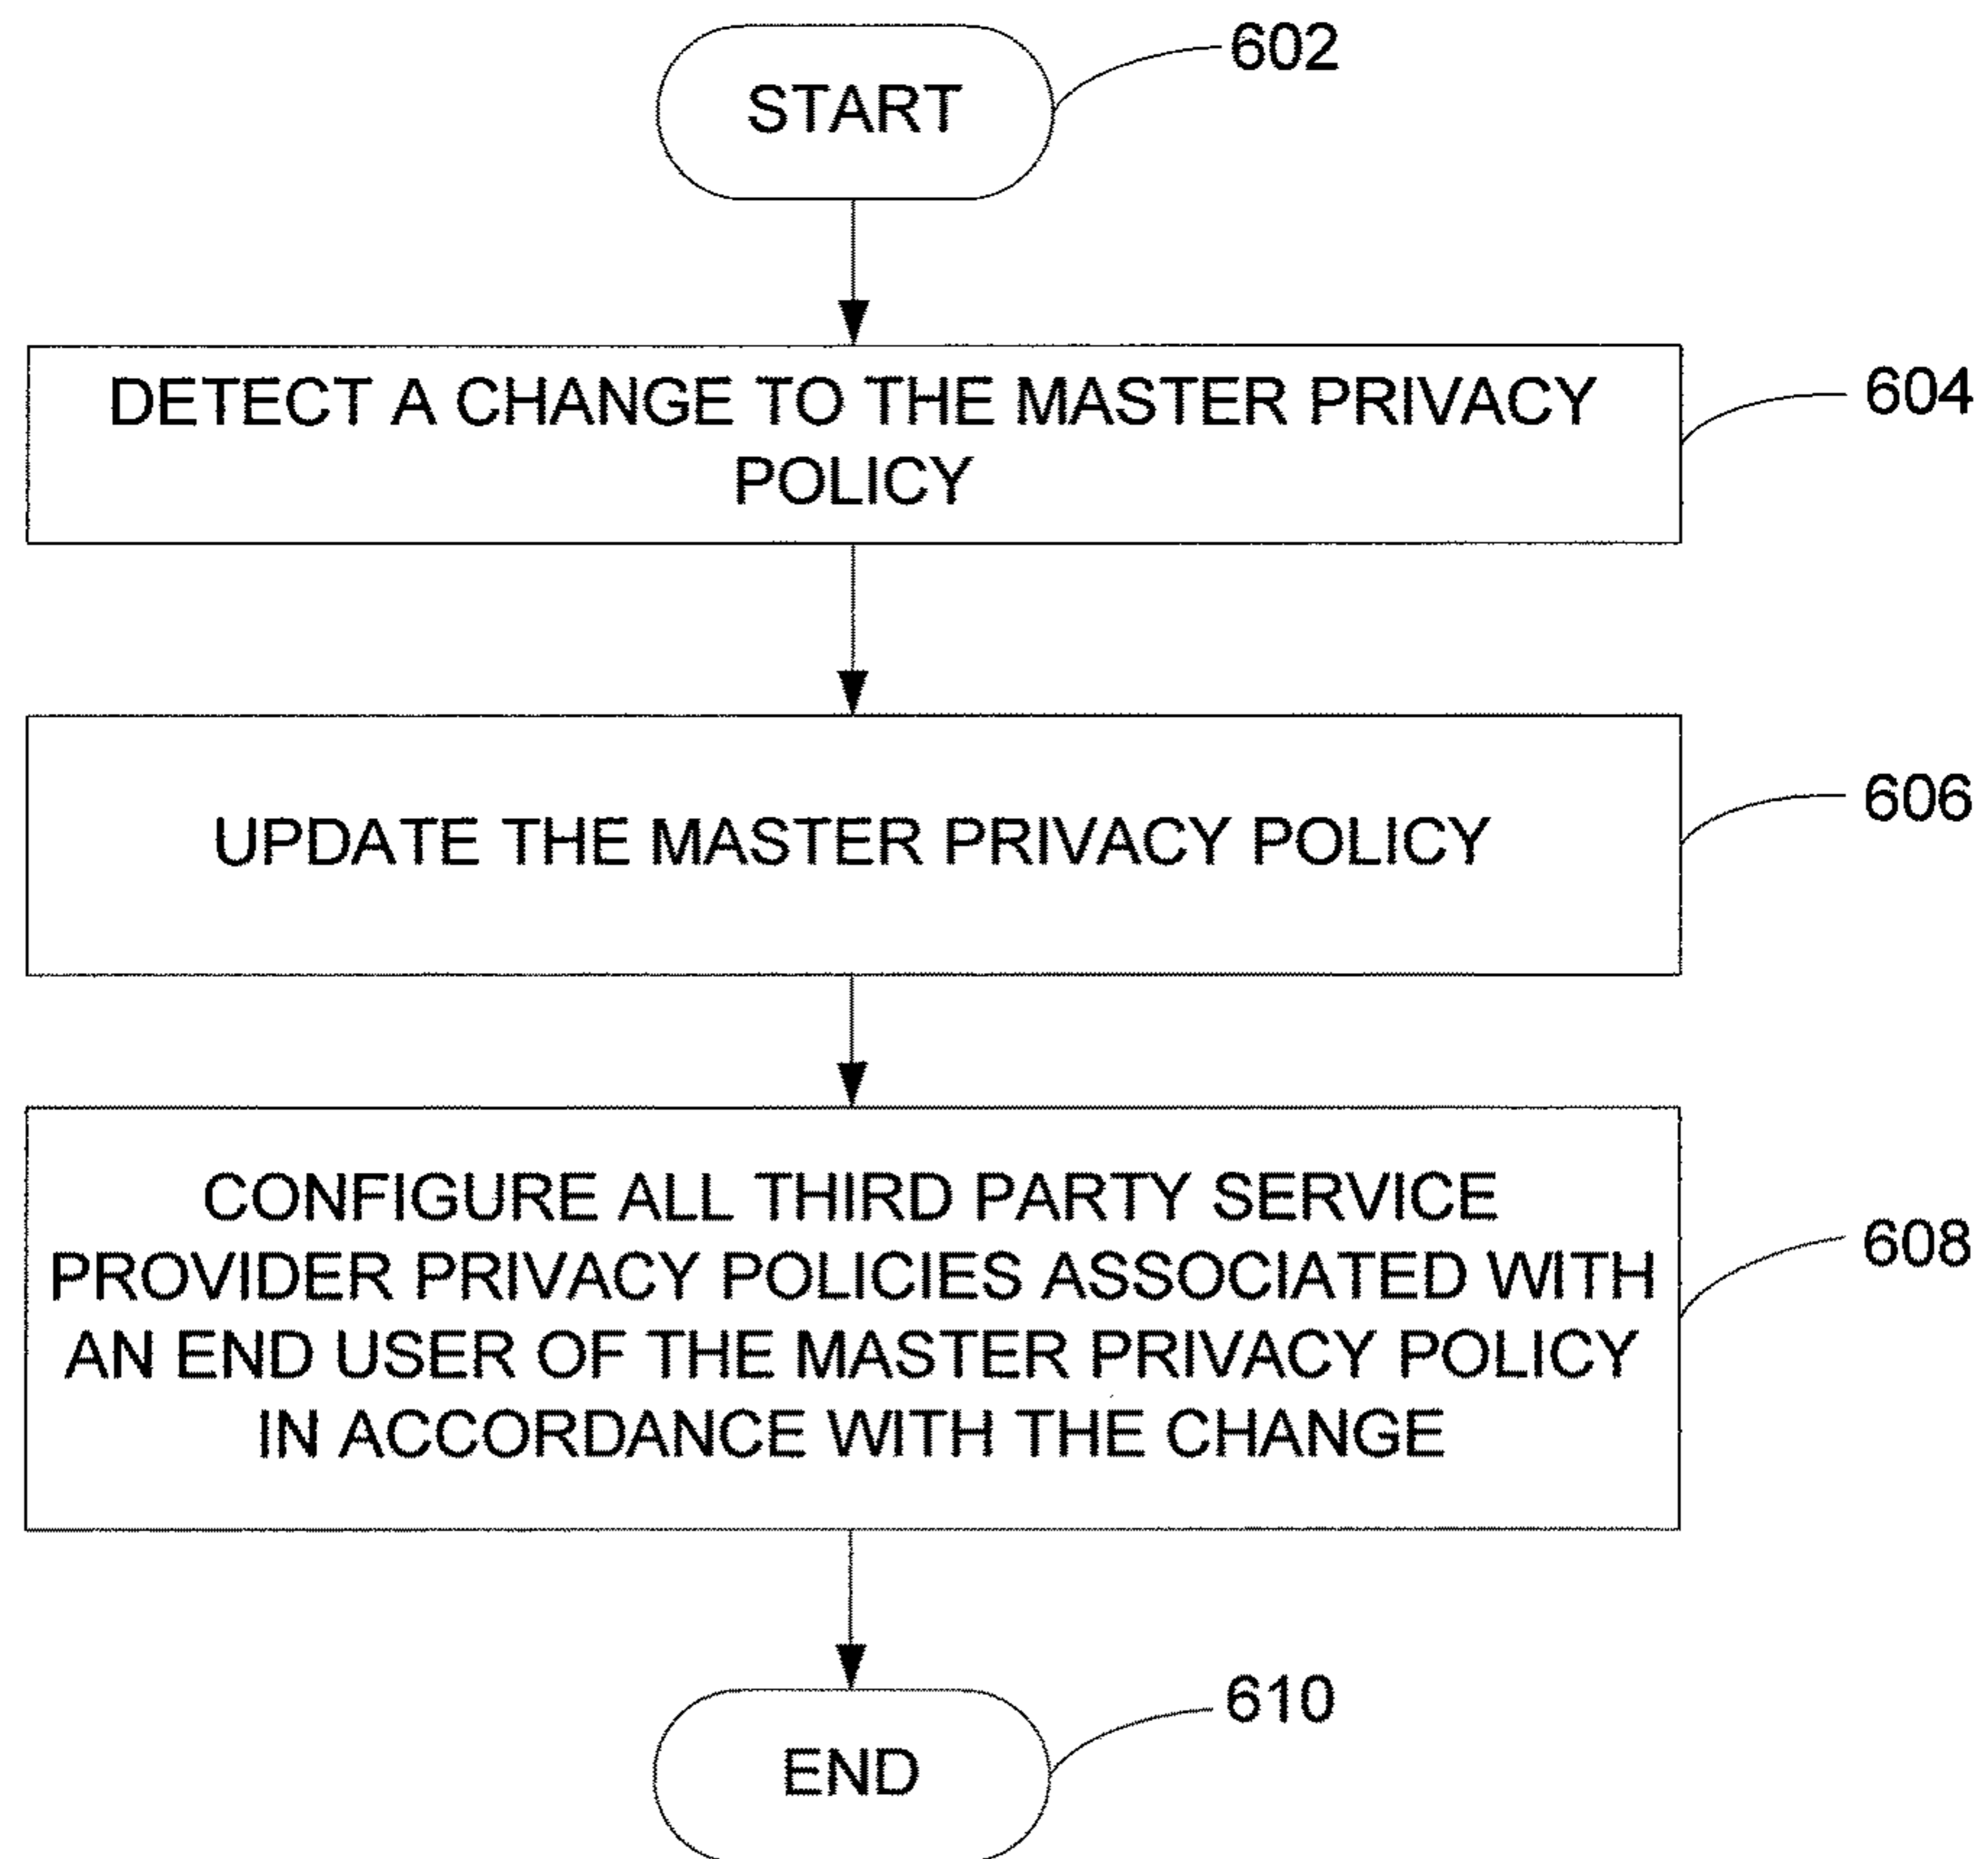 START
602
DETECT A CHANGE TO THE MASTER PRIVACY
POLICY
604
UPDATE THE MASTER PRIVACY POLICY
606
CONFIGURE ALL THIRD PARTY SERVICE
PROVIDER PRIVACY POLICIES ASSOCIATED WITH
AN END USER OF THE MASTER PRIVACY POLICY
IN ACCORDANCE WITH THE CHANGE
608
END
610